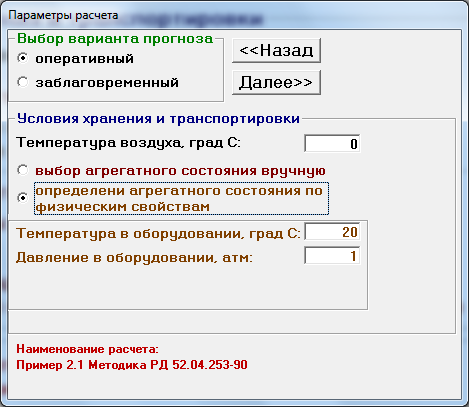 Параметры расчета
Выбор варианта прогноза
оперативный
заблаговременный
<<Назад
Далее>>
Условия хранения и транспортировки
Температура воздуха, град С: 0
выбор агрегатного состояния вручную
определени агрегатного состояния по
физическим свойствам
Температура в оборудовании, град С: 20
Давление в оборудовании, атм: 1
Наименование расчета:
Пример 2.1 Методика РД 52.04.253-90